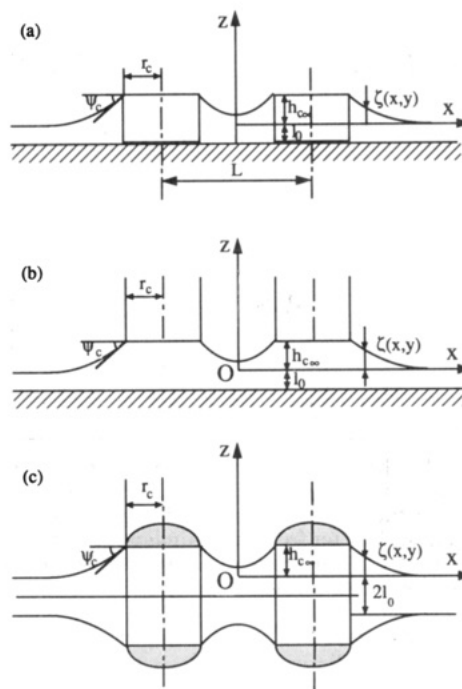 (a)
z
r_c
ψ_c
h_c∞
ζ(x,y)
l_0
x
L
(b)
z
r_c
ψ_c
h_c∞
ζ(x,y)
O
l_0
x
(c)
z
r_c
ψ_c
h_c∞
ζ(x,y)
O
x
2l_0